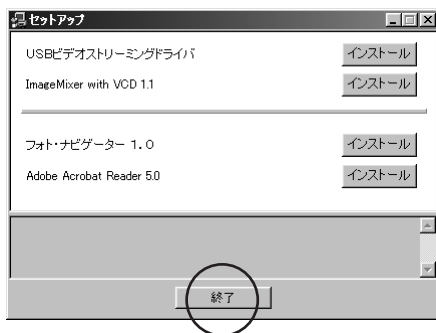 セットアップ
USBビデオストリーミングドライバ インストール
ImageMixer with VCD 1.1 インストール
フォト・ナビゲーター 1.0 インストール
Adobe Acrobat Reader 5.0 インストール
終了